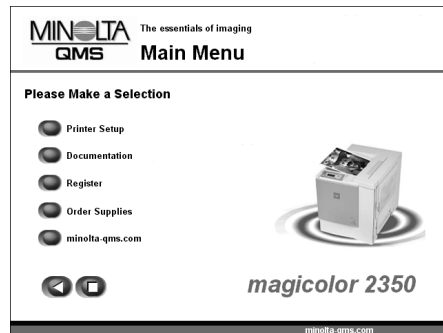 MINOLTA
QMS
The essentials of imaging
Main Menu
Please Make a Selection
Printer Setup
Documentation
Register
Order Supplies
minolta-qms.com
magicolor 2350
minolta-qms.com